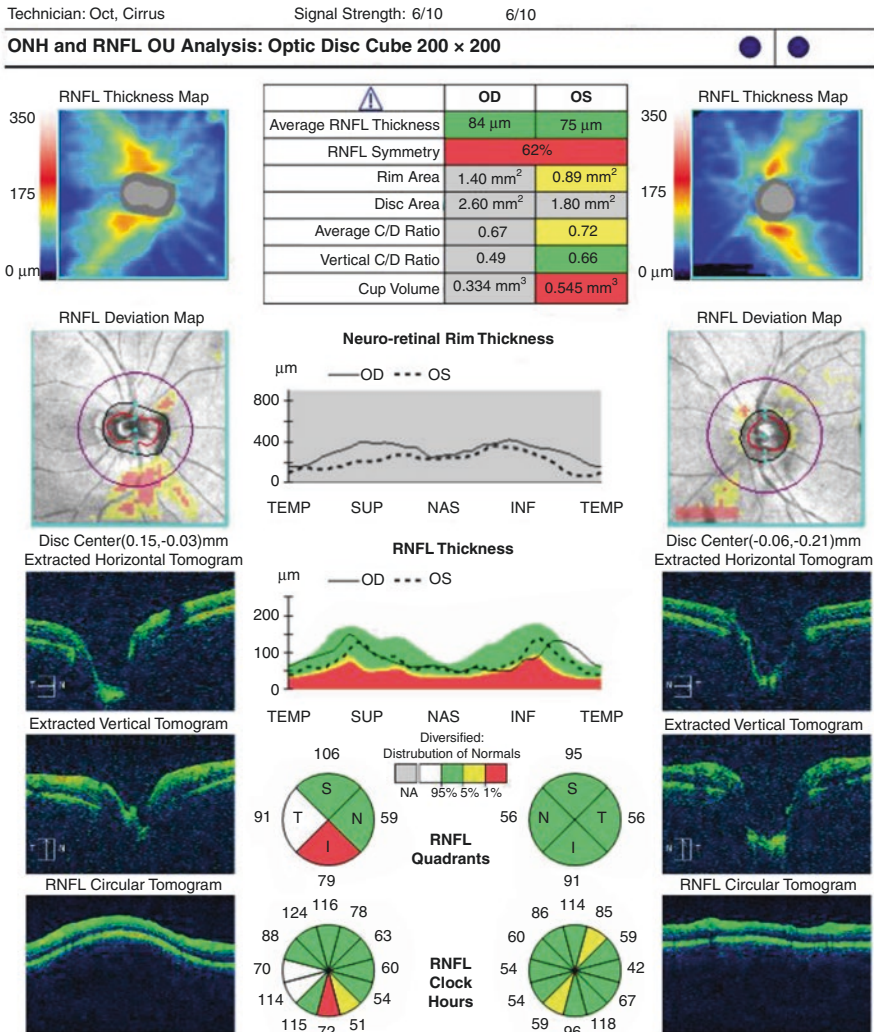 Technician: Oct, Cirrus Signal Strength: 6/10 6/10
ONH and RNFL OU Analysis: Optic Disc Cube 200 × 200
RNFL Thickness Map
350
175
0 μm
OD OS
Average RNFL Thickness 84 μm 75 μm
RNFL Symmetry 62%
Rim Area 1.40 mm² 0.89 mm²
Disc Area 2.60 mm² 1.80 mm²
Average C/D Ratio 0.67 0.72
Vertical C/D Ratio 0.49 0.66
Cup Volume 0.334 mm³ 0.545 mm³
RNFL Thickness Map
350
175
0 μm
RNFL Deviation Map
Disc Center(0.15,-0.03)mm
Neuro-retinal Rim Thickness
μm
OD OS
800
400
0
TEMP SUP NAS INF TEMP
RNFL Deviation Map
Disc Center(-0.06,-0.21)mm
Extracted Horizontal Tomogram
T N
RNFL Thickness
μm
OD OS
200
100
0
TEMP SUP NAS INF TEMP
Extracted Horizontal Tomogram
N T
Extracted Vertical Tomogram
T N
Diversified:
Distrubution of Normals
NA 95% 5% 1%
106
S
91 T N 59
I
79
RNFL
Quadrants
95
S
56 N T 56
I
91
Extracted Vertical Tomogram
N T
RNFL Circular Tomogram
116
124 78
88 63
70 60
114 54
115 51
72
RNFL
Clock
Hours
114
86 85
60 59
54 42
54 67
59 118
96
RNFL Circular Tomogram